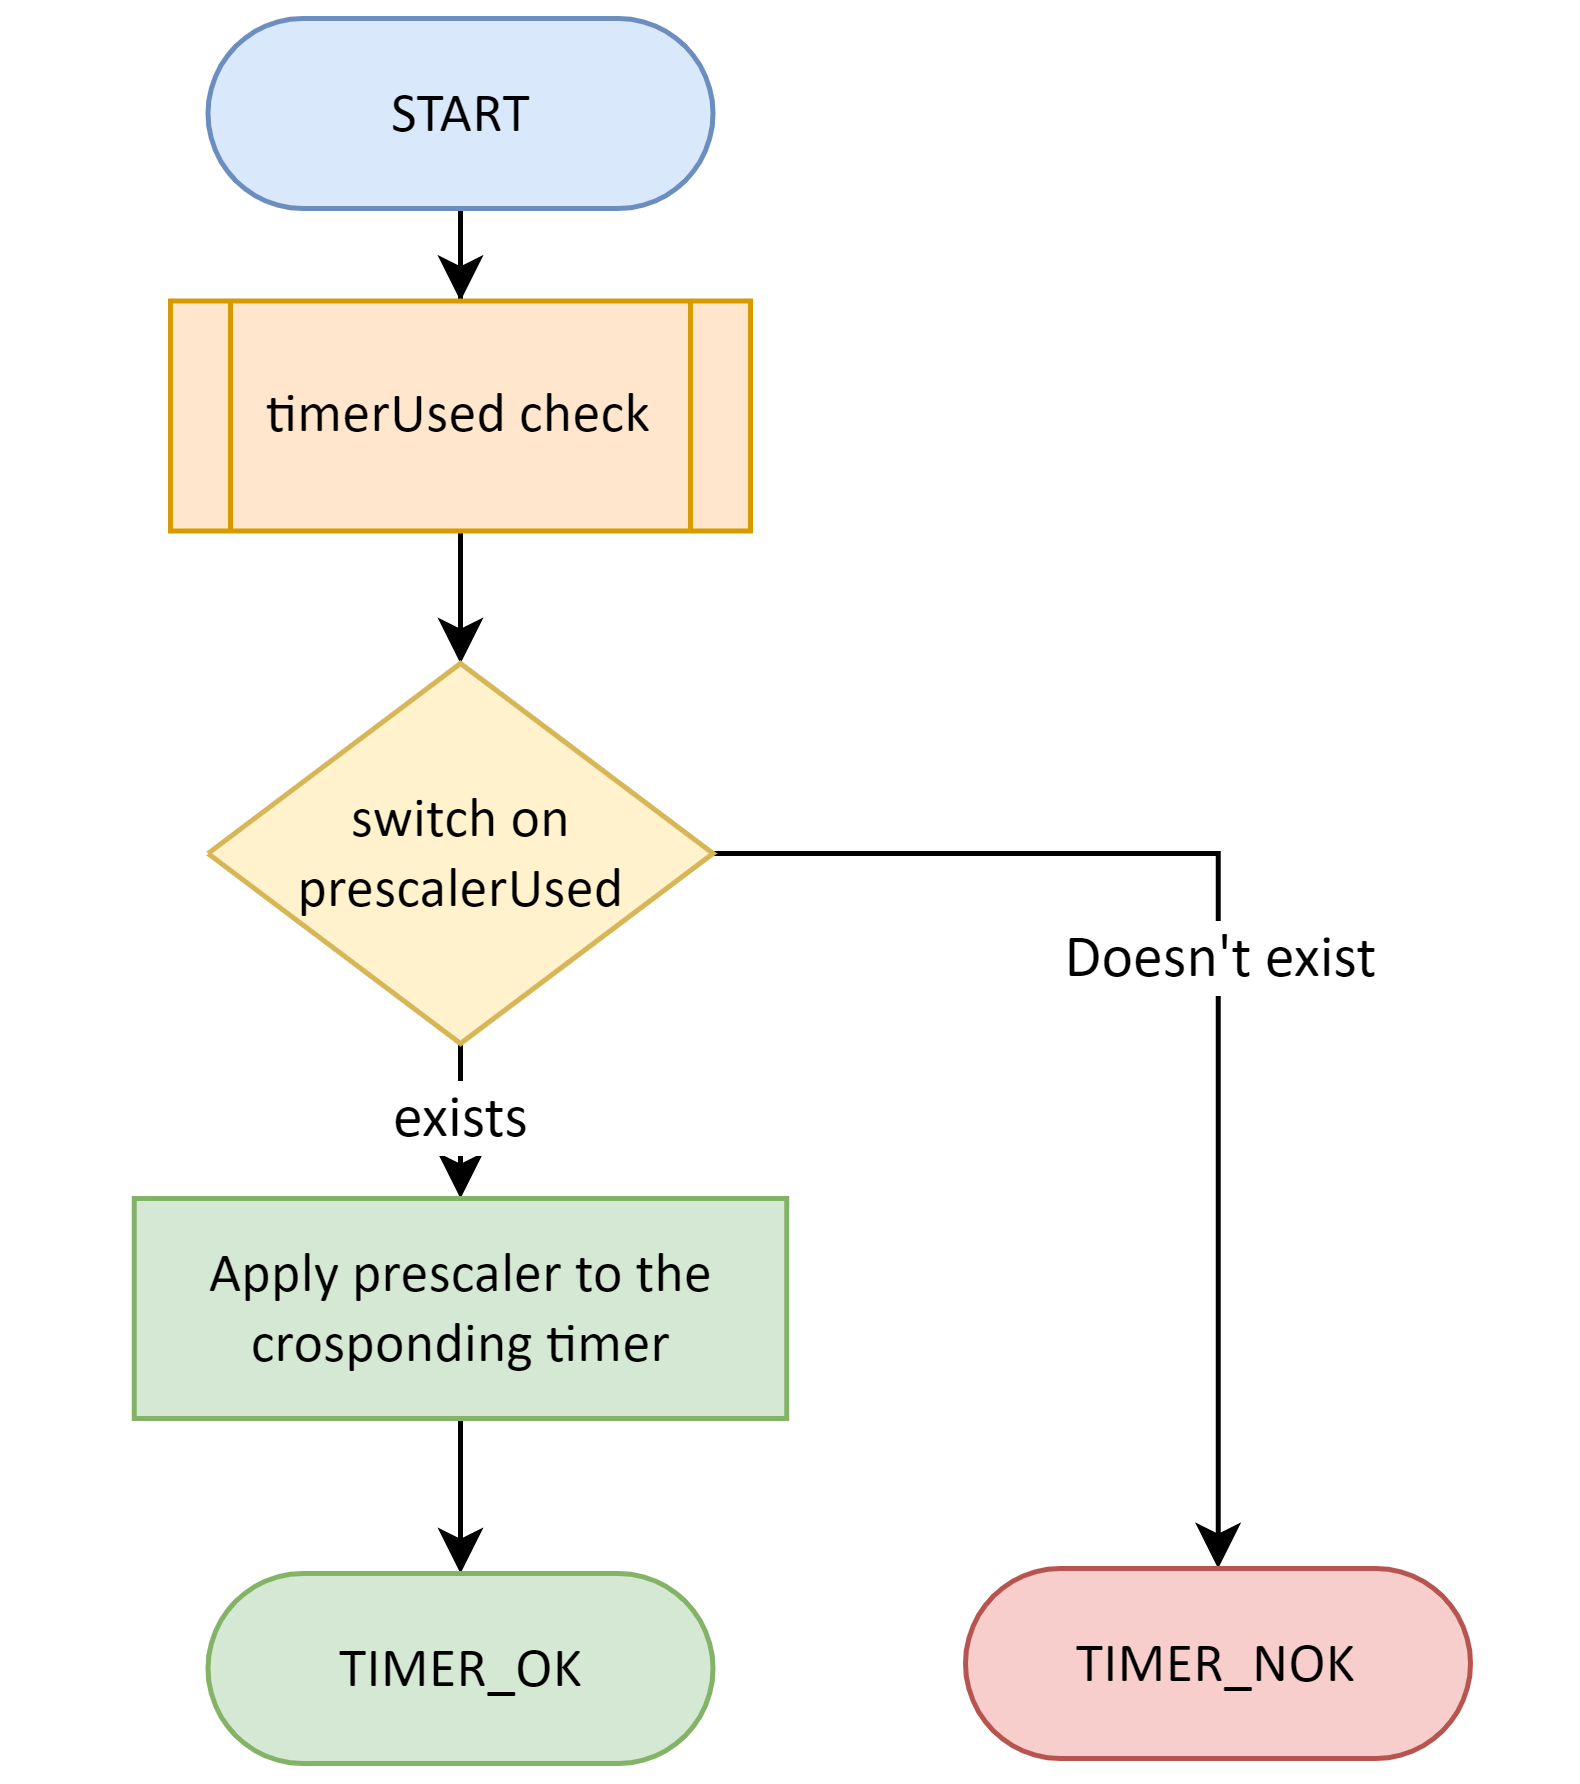 START
timerUsed check
switch on
prescalerUsed
Doesn't exist
exists
Apply prescaler to the
crosponding timer
TIMER_OK
TIMER_NOK